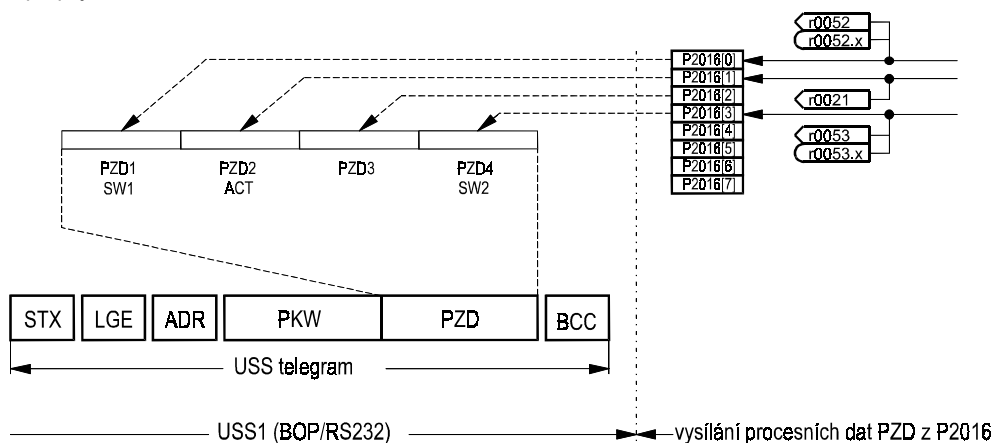 r0052
r0052.x
P2016[0]
P2016[1]
P2016[2]
r0021
P2016[3]
P2016[4]
r0053
P2016[5]
r0053.x
P2016[6]
P2016[7]
PZD1 PZD2 PZD3 PZD4
SW1 ACT SW2
STX LGE ADR PKW PZD BCC
USS telegram
USS1 (BOP/RS232) vysílání procesních dat PZD z P2016